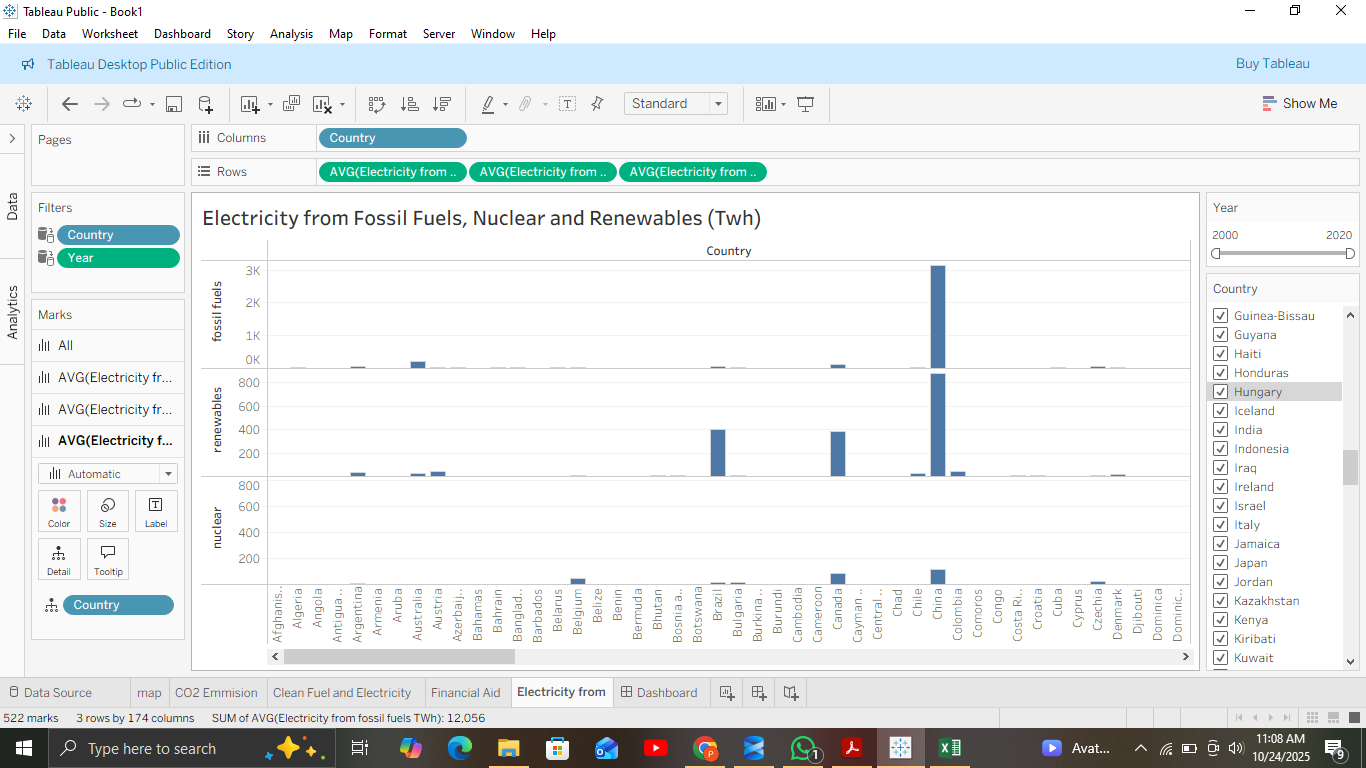 Tableau Public - Book1
File Data Worksheet Dashboard Story Analysis Map Format Server Window Help
Tableau Desktop Public Edition
Buy Tableau
Standard
Show Me
Pages
Columns
Country
Rows
AVG(Electricity from ..
AVG(Electricity from ..
AVG(Electricity from ..
Data
Analytics
Filters
Country
Year
Marks
All
AVG(Electricity fr...
AVG(Electricity fr...
AVG(Electricity f...
Automatic
Color
Size
Label
Detail
Tooltip
Country
Electricity from Fossil Fuels, Nuclear and Renewables (Twh)
Country
fossil fuels
3K
2K
1K
0K
renewables
800
600
400
200
nuclear
800
600
400
200
Afghanis..
Algeria
Angola
Antigua ..
Argentina
Armenia
Aruba
Australia
Austria
Azerbaij..
Bahamas
Bahrain
Banglad..
Barbados
Belarus
Belgium
Belize
Benin
Bermuda
Bhutan
Bosnia a..
Botswana
Brazil
Bulgaria
Burkina ..
Burundi
Cambodia
Cameroon
Canada
Cayman ..
Central ..
Chad
Chile
China
Colombia
Comoros
Congo
Costa Ri..
Croatia
Cuba
Cyprus
Czechia
Denmark
Djibouti
Dominica
Dominic..
Year
2000 2020
Country
Guinea-Bissau
Guyana
Haiti
Honduras
Hungary
Iceland
India
Indonesia
Iraq
Ireland
Israel
Italy
Jamaica
Japan
Jordan
Kazakhstan
Kenya
Kiribati
Kuwait
Data Source map CO2 Emmision Clean Fuel and Electricity Financial Aid Electricity from Dashboard
522 marks 3 rows by 174 columns SUM of AVG(Electricity from fossil fuels TWh): 12,056
Type here to search
1
Avat...
11:08 AM
10/24/2025
9